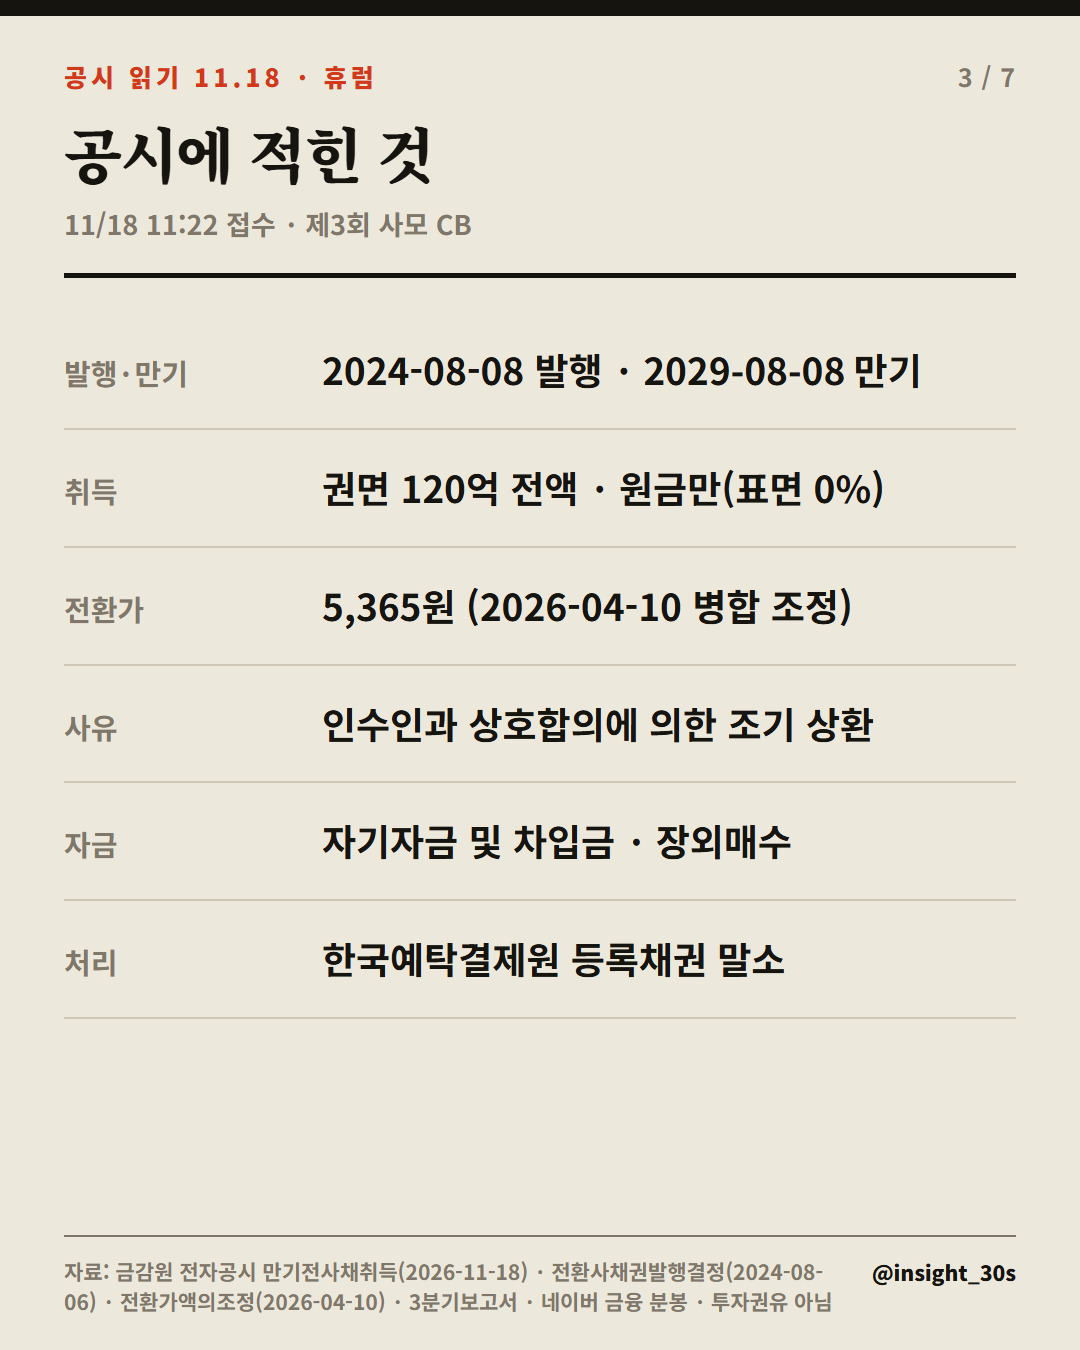 공시 읽기 11.18 · 휴럼
3 / 7
공시에 적힌 것
11/18 11:22 접수 · 제3회 사모 CB
발행·만기 2024-08-08 발행 · 2029-08-08 만기
취득 권면 120억 전액 · 원금만(표면 0%)
전환가 5,365원 (2026-04-10 병합 조정)
사유 인수인과 상호합의에 의한 조기 상환
자금 자기자금 및 차입금 · 장외매수
처리 한국예탁결제원 등록채권 말소
자료: 금감원 전자공시 만기전사채취득(2026-11-18) · 전환사채권발행결정(2024-08-
06) · 전환가액의조정(2026-04-10) · 3분기보고서 · 네이버 금융 분봉 · 투자권유 아님
@insight_30s